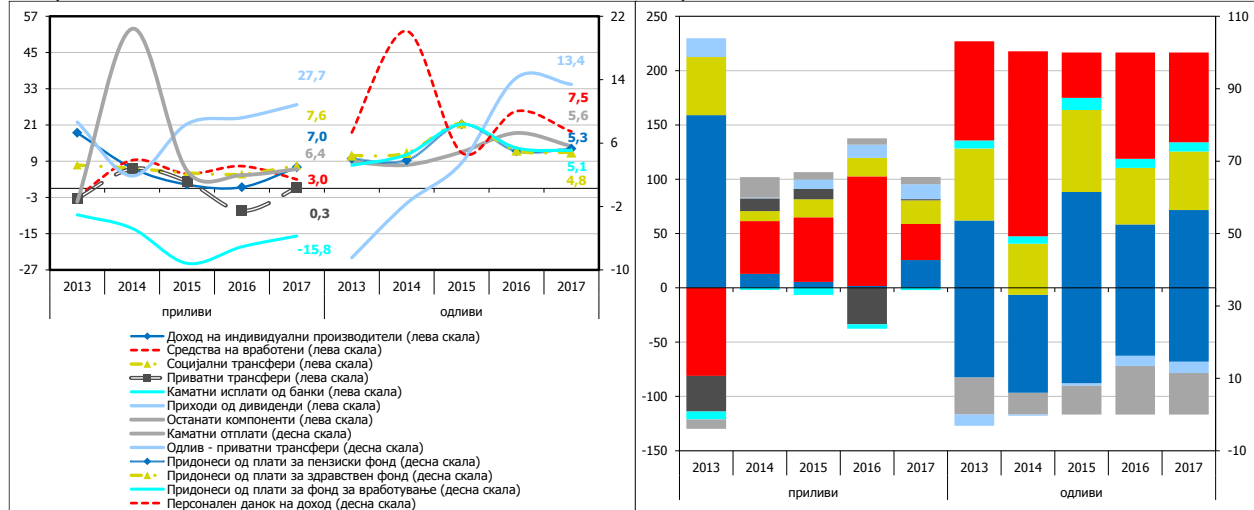 57
45
33
21
9
-3
-15
-27
22
14
6
-2
-10
27,7
7,6
7,0
6,4
3,0
0,3
-15,8
13,4
7,5
5,6
5,3
5,1
4,8
2013 2014 2015 2016 2017 2013 2014 2015 2016 2017
приливи одливи
Доход на индивидуални производители (лева скала)
Средства на вработени (лева скала)
Социјални трансфери (лева скала)
Приватни трансфери (лева скала)
Каматни исплати од банки (лева скала)
Приходи од дивиденди (лева скала)
Останати компоненти (лева скала)
Каматни отплати (десна скала)
Одлив - приватни трансфери (десна скала)
Придонеси од плати за пензиски фонд (десна скала)
Придонеси од плати за здравствен фонд (десна скала)
Придонеси од плати за фонд за вработување (десна скала)
Персонален данок на доход (десна скала)
250
200
150
100
50
0
-50
-100
-150
110
90
70
50
30
10
-10
2013 2014 2015 2016 2017 2013 2014 2015 2016 2017
приливи одливи